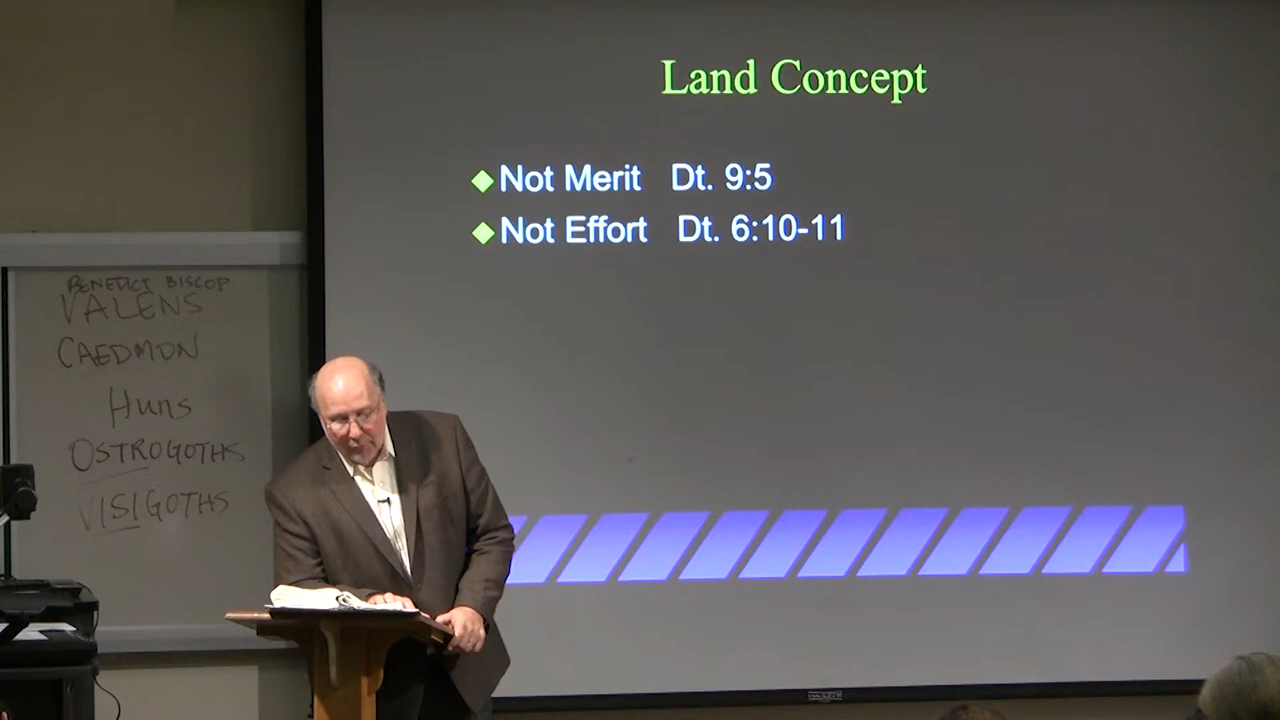 Land Concept
Not Merit Dt. 9:5
Not Effort Dt. 6:10-11
BENEDICT BISCOP
VALENS
CAEDMON
Huns
OSTROGOTHS
VISIGOTHS